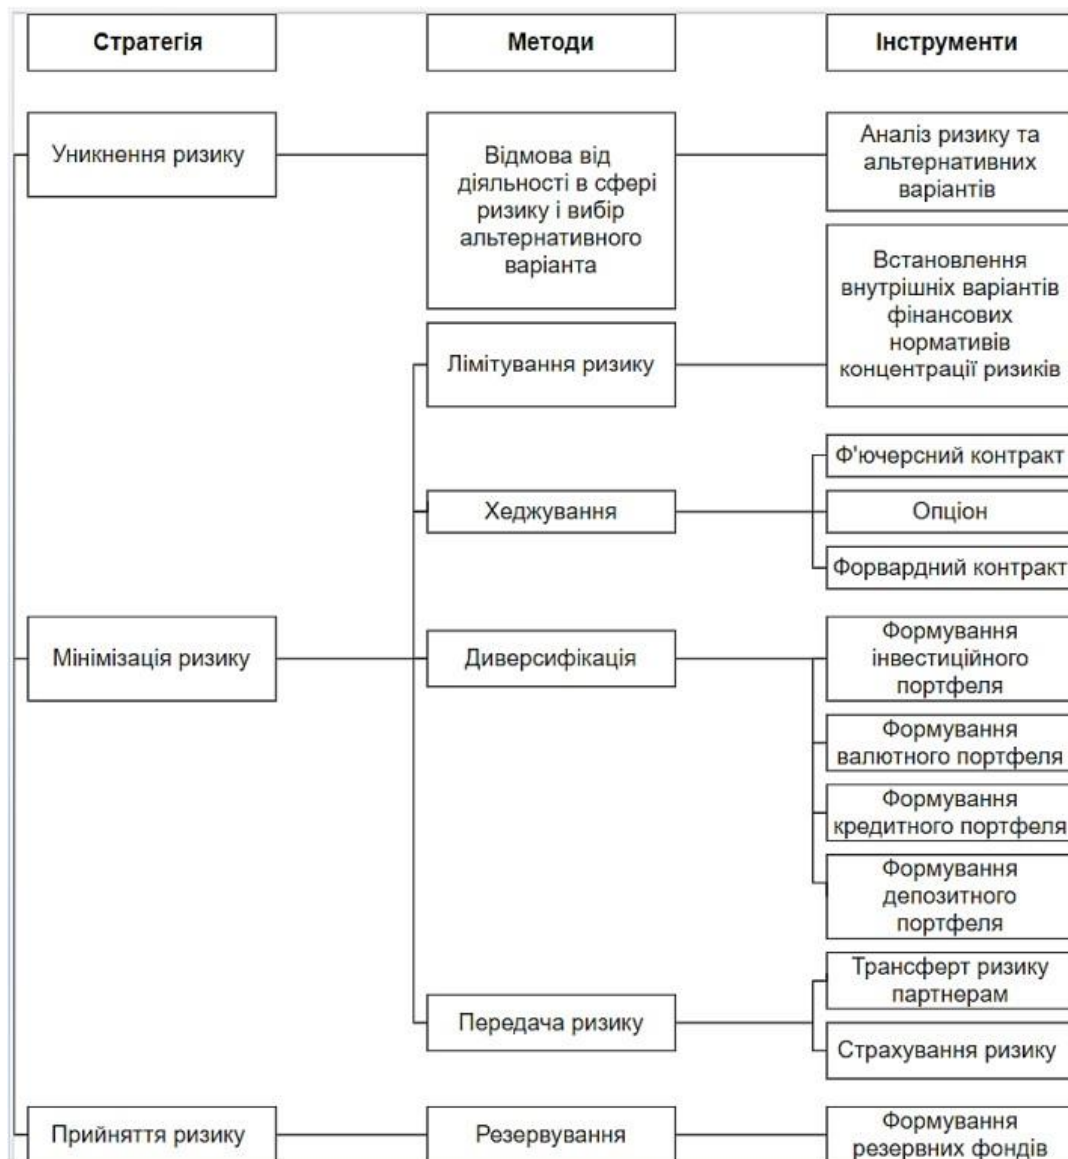 Стратегія
Методи
Інструменти
Уникнення ризику
Відмова від
діяльності в сфері
ризику і вибір
альтернативного
варіанта
Аналіз ризику та
альтернативних
варіантів
Лімітування ризику
Встановлення
внутрішніх варіантів
фінансових
нормативів
концентрації ризиків
Хеджування
Ф'ючерсний контракт
Опціон
Форвардний контракт
Мінімізація ризику
Диверсифікація
Формування
інвестиційного
портфеля
Формування
валютного портфеля
Формування
кредитного портфеля
Формування
депозитного
портфеля
Передача ризику
Трансферт ризику
партнерам
Страхування ризику
Прийняття ризику
Резервування
Формування
резервних фондів